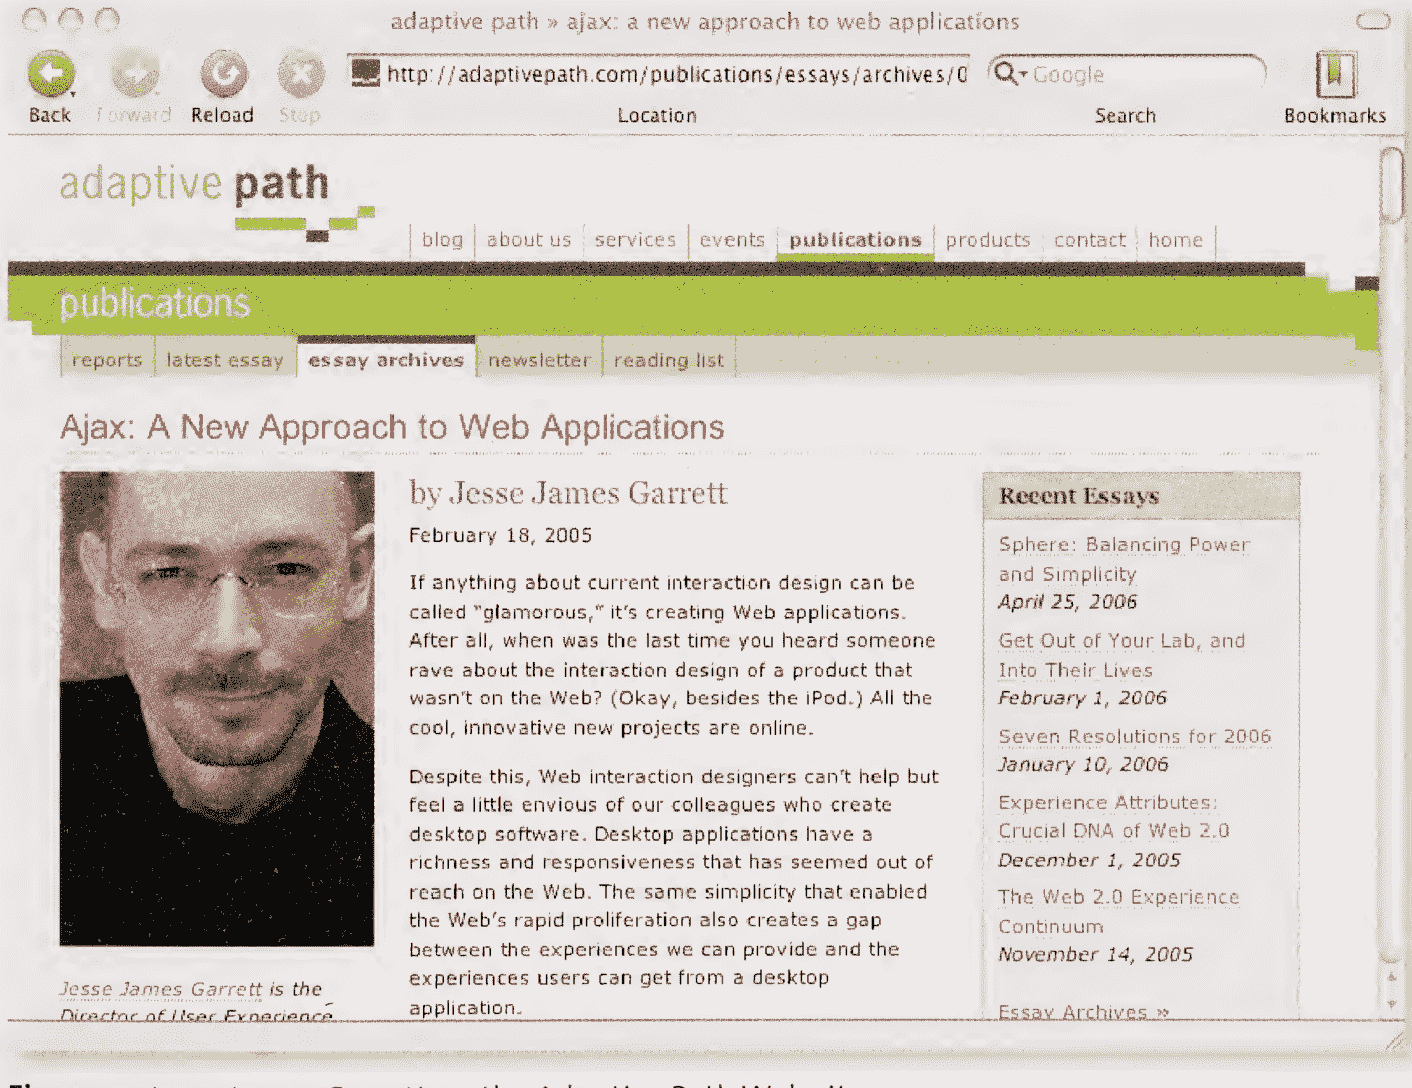 adaptive path » ajax: a new approach to web applications
http://adaptivepath.com/publications/essays/archives/0
Google
Back Forward Reload Stop Location Search Bookmarks
adaptive path
blog about us services events publications products contact home
publications
reports latest essay essay archives newsletter reading list
Ajax: A New Approach to Web Applications
by Jesse James Garrett
February 18, 2005
If anything about current interaction design can be
called "glamorous," it's creating Web applications.
After all, when was the last time you heard someone
rave about the interaction design of a product that
wasn't on the Web? (Okay, besides the iPod.) All the
cool, innovative new projects are online.
Despite this, Web interaction designers can't help but
feel a little envious of our colleagues who create
desktop software. Desktop applications have a
richness and responsiveness that has seemed out of
reach on the Web. The same simplicity that enabled
the Web's rapid proliferation also creates a gap
between the experiences we can provide and the
experiences users can get from a desktop
application.
Jesse James Garrett is the
Director of User Experience
Recent Essays
Sphere: Balancing Power
and Simplicity
April 25, 2006
Get Out of Your Lab, and
Into Their Lives
February 1, 2006
Seven Resolutions for 2006
January 10, 2006
Experience Attributes:
Crucial DNA of Web 2.0
December 1, 2005
The Web 2.0 Experience
Continuum
November 14, 2005
Essay Archives »